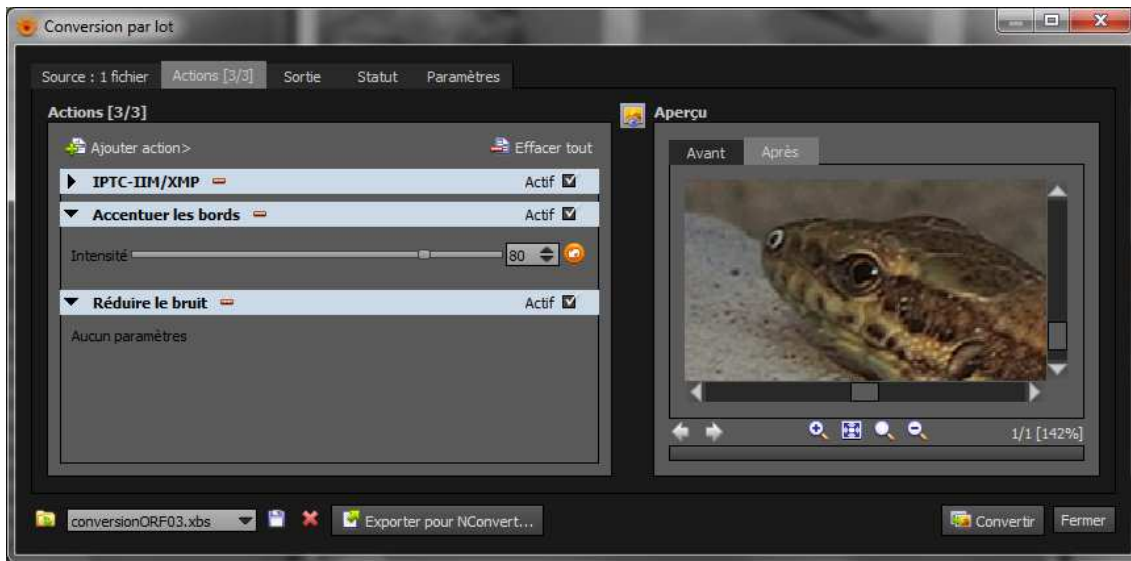 Conversion par lot
Source : 1 fichier Actions [3/3] Sortie Statut Paramètres
Actions [3/3]
Ajouter action> Effacer tout
IPTC-IIM/XMP Actif
Accentuer les bords Actif
Intensité 80
Réduire le bruit Actif
Aucun paramètres
Aperçu
Avant Après
1/1 [142%]
conversionORF03.xbs Exporter pour NConvert... Convertir Fermer